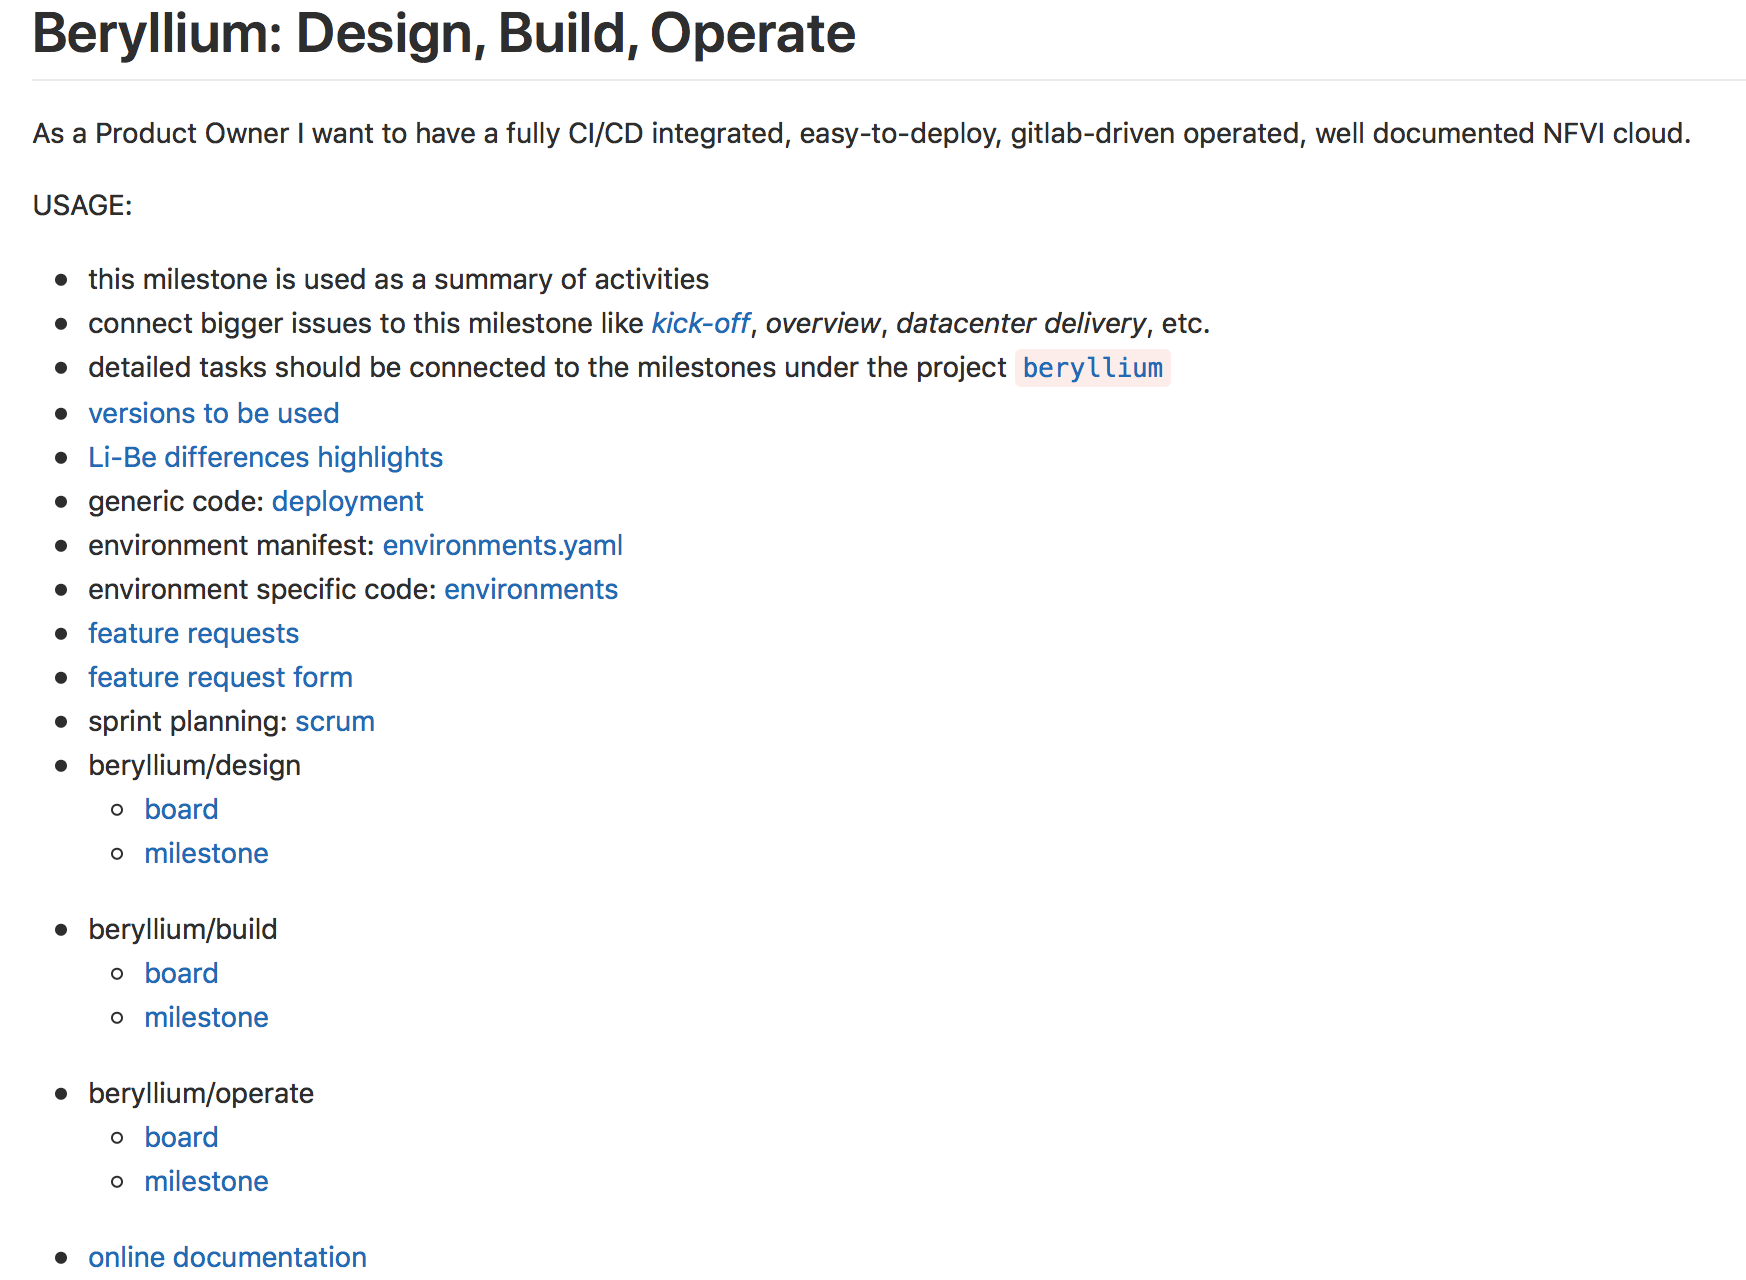 Beryllium: Design, Build, Operate
As a Product Owner I want to have a fully CI/CD integrated, easy-to-deploy, gitlab-driven operated, well documented NFVI cloud.
USAGE:
this milestone is used as a summary of activities
connect bigger issues to this milestone like kick-off, overview, datacenter delivery, etc.
detailed tasks should be connected to the milestones under the project beryllium
versions to be used
Li-Be differences highlights
generic code: deployment
environment manifest: environments.yaml
environment specific code: environments
feature requests
feature request form
sprint planning: scrum
beryllium/design
board
milestone
beryllium/build
board
milestone
beryllium/operate
board
milestone
online documentation